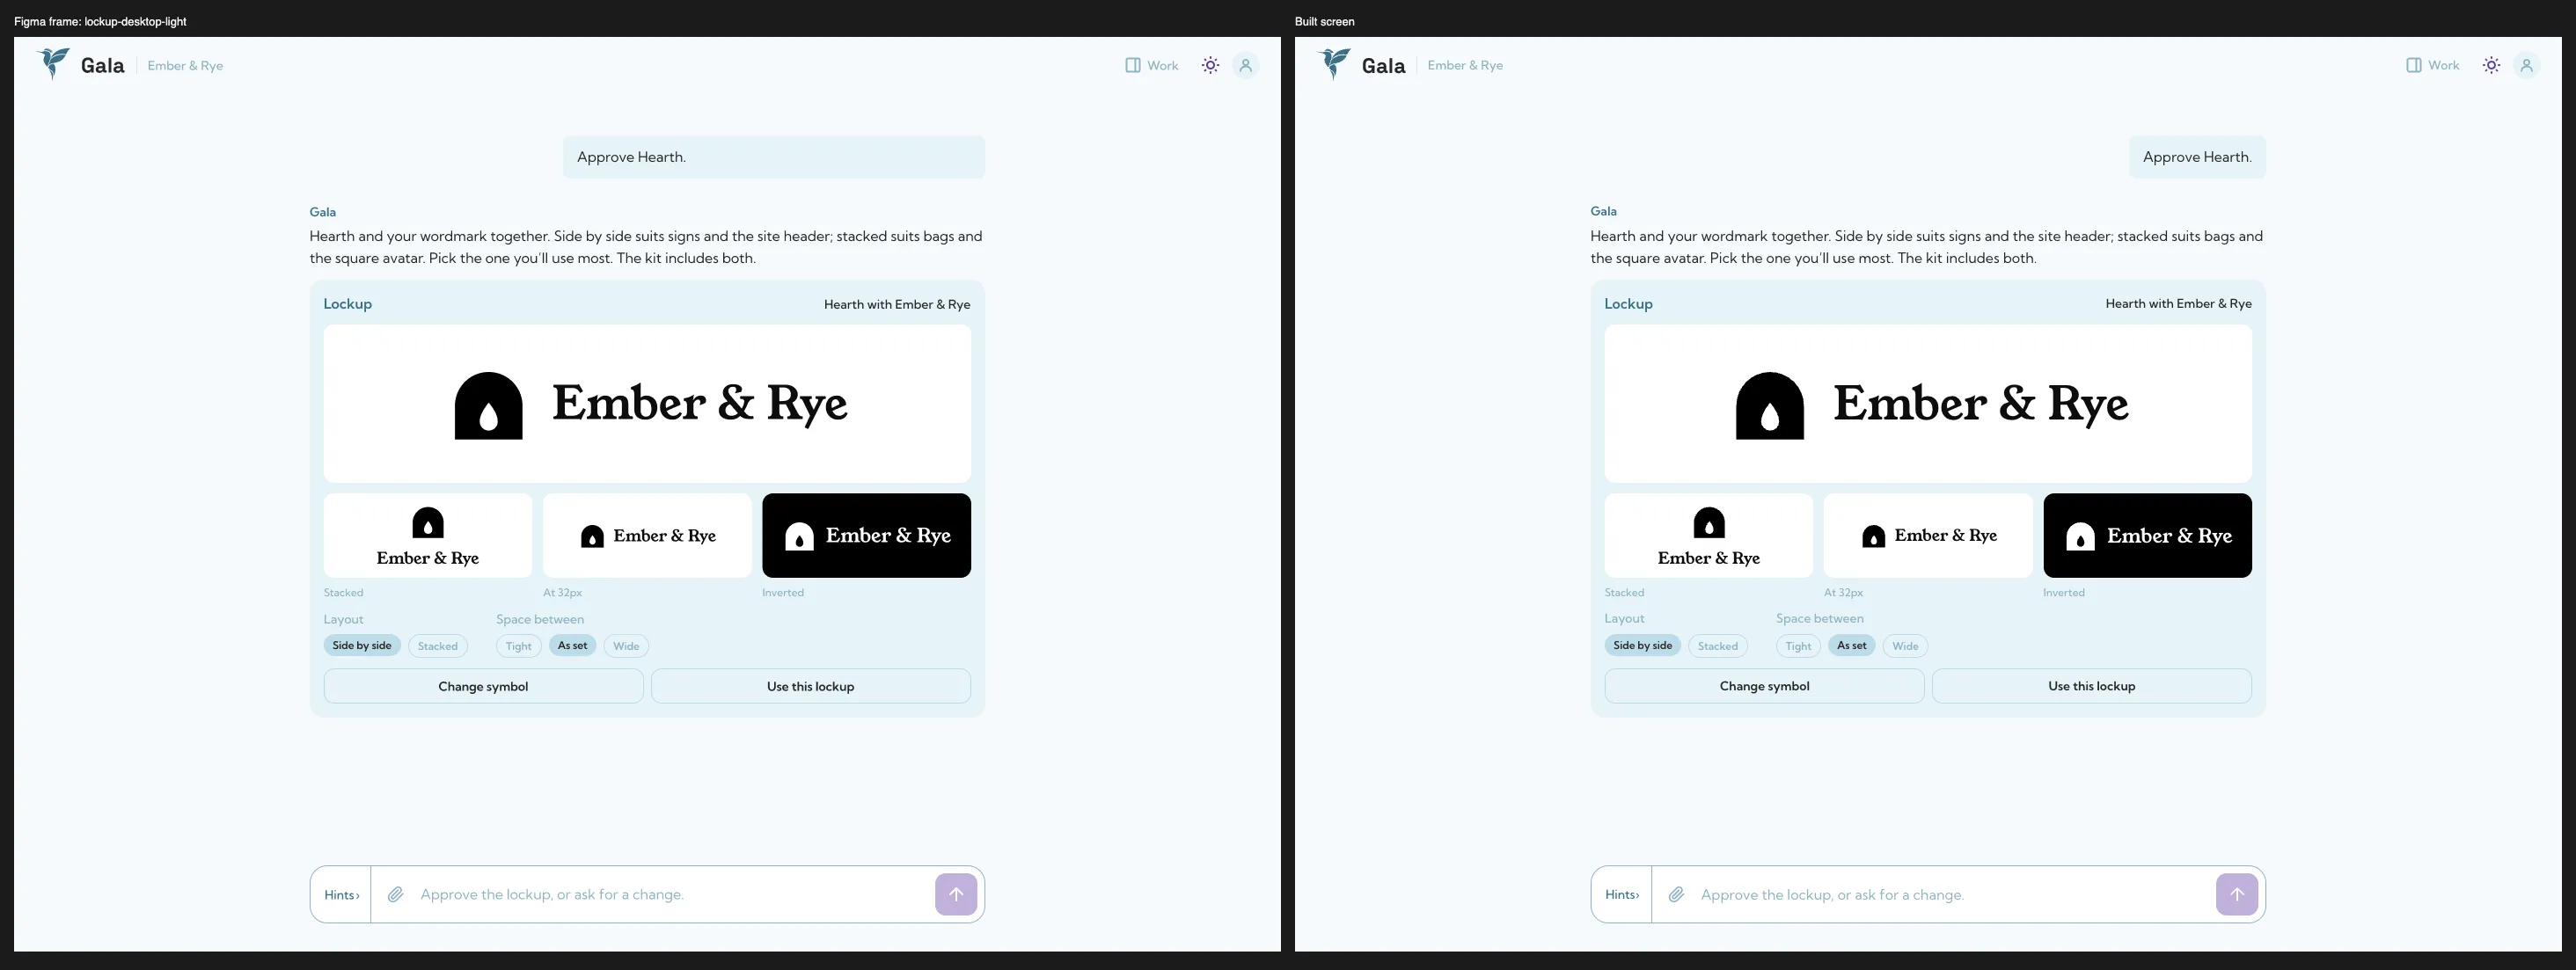 Figma frame: lockup-desktop-light
Gala
Ember & Rye
Work
Approve Hearth.
Gala
Hearth and your wordmark together. Side by side suits signs and the site header; stacked suits bags and
the square avatar. Pick the one you’ll use most. The kit includes both.
Lockup
Hearth with Ember & Rye
Ember & Rye
Ember & Rye
Ember & Rye
Ember & Rye
Stacked
At 32px
Inverted
Layout
Space between
Side by side
Stacked
Tight
As set
Wide
Change symbol
Use this lockup
Hints›
Approve the lockup, or ask for a change.
Built screen
Gala
Ember & Rye
Work
Approve Hearth.
Gala
Hearth and your wordmark together. Side by side suits signs and the site header; stacked suits bags and
the square avatar. Pick the one you’ll use most. The kit includes both.
Lockup
Hearth with Ember & Rye
Ember & Rye
Ember & Rye
Ember & Rye
Ember & Rye
Stacked
At 32px
Inverted
Layout
Space between
Side by side
Stacked
Tight
As set
Wide
Change symbol
Use this lockup
Hints›
Approve the lockup, or ask for a change.